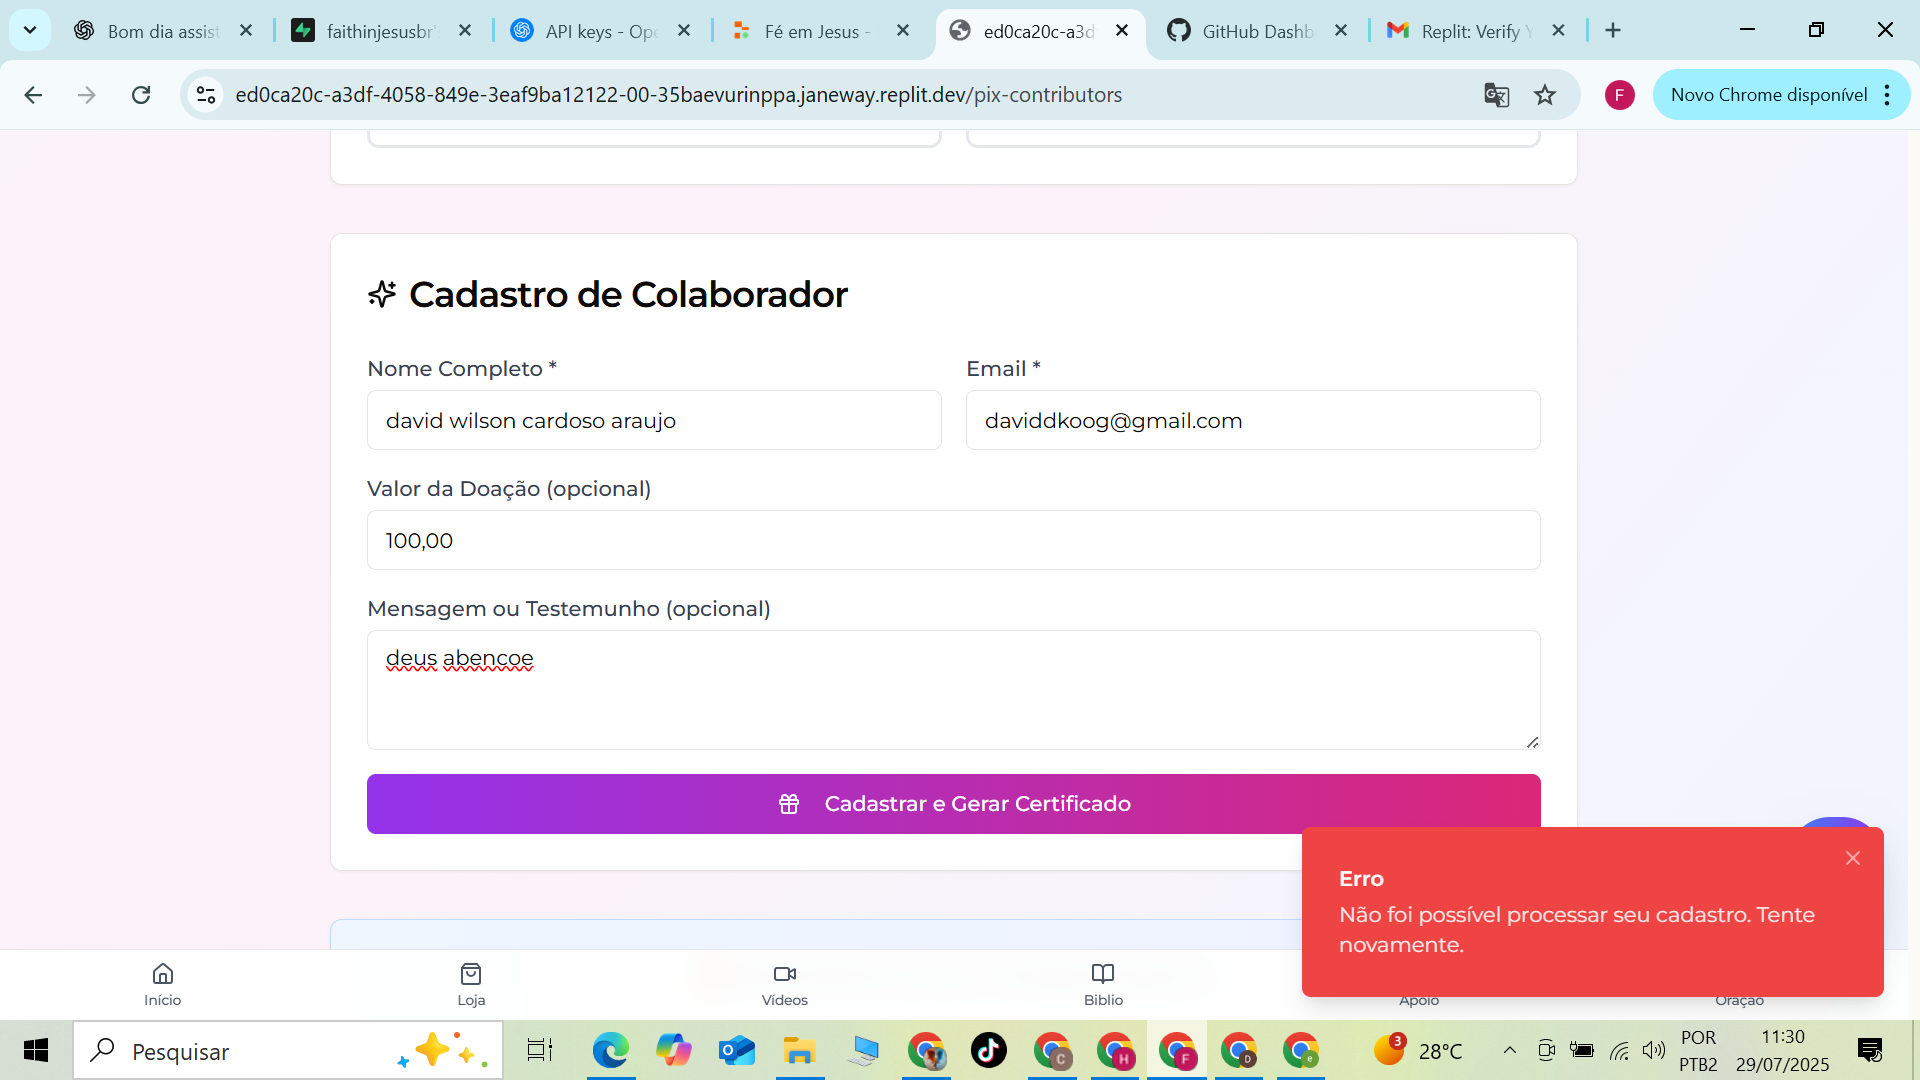 Bom dia assist
faithinjesusbr'
API keys - Ope
Fé em Jesus -
ed0ca20c-a3d
GitHub Dashb
Replit: Verify Y
ed0ca20c-a3df-4058-849e-3eaf9ba12122-00-35baevurinppa.janeway.replit.dev/pix-contributors
F
Novo Chrome disponível
Cadastro de Colaborador
Nome Completo *
Email *
david wilson cardoso araujo
daviddkoog@gmail.com
Valor da Doação (opcional)
100,00
Mensagem ou Testemunho (opcional)
deus abencoe
Cadastrar e Gerar Certificado
Erro
Não foi possível processar seu cadastro. Tente
novamente.
Início
Loja
Vídeos
Biblio
Apoio
Oração
Pesquisar
C
H
F
D
e
3
28°C
POR
PTB2
11:30
29/07/2025